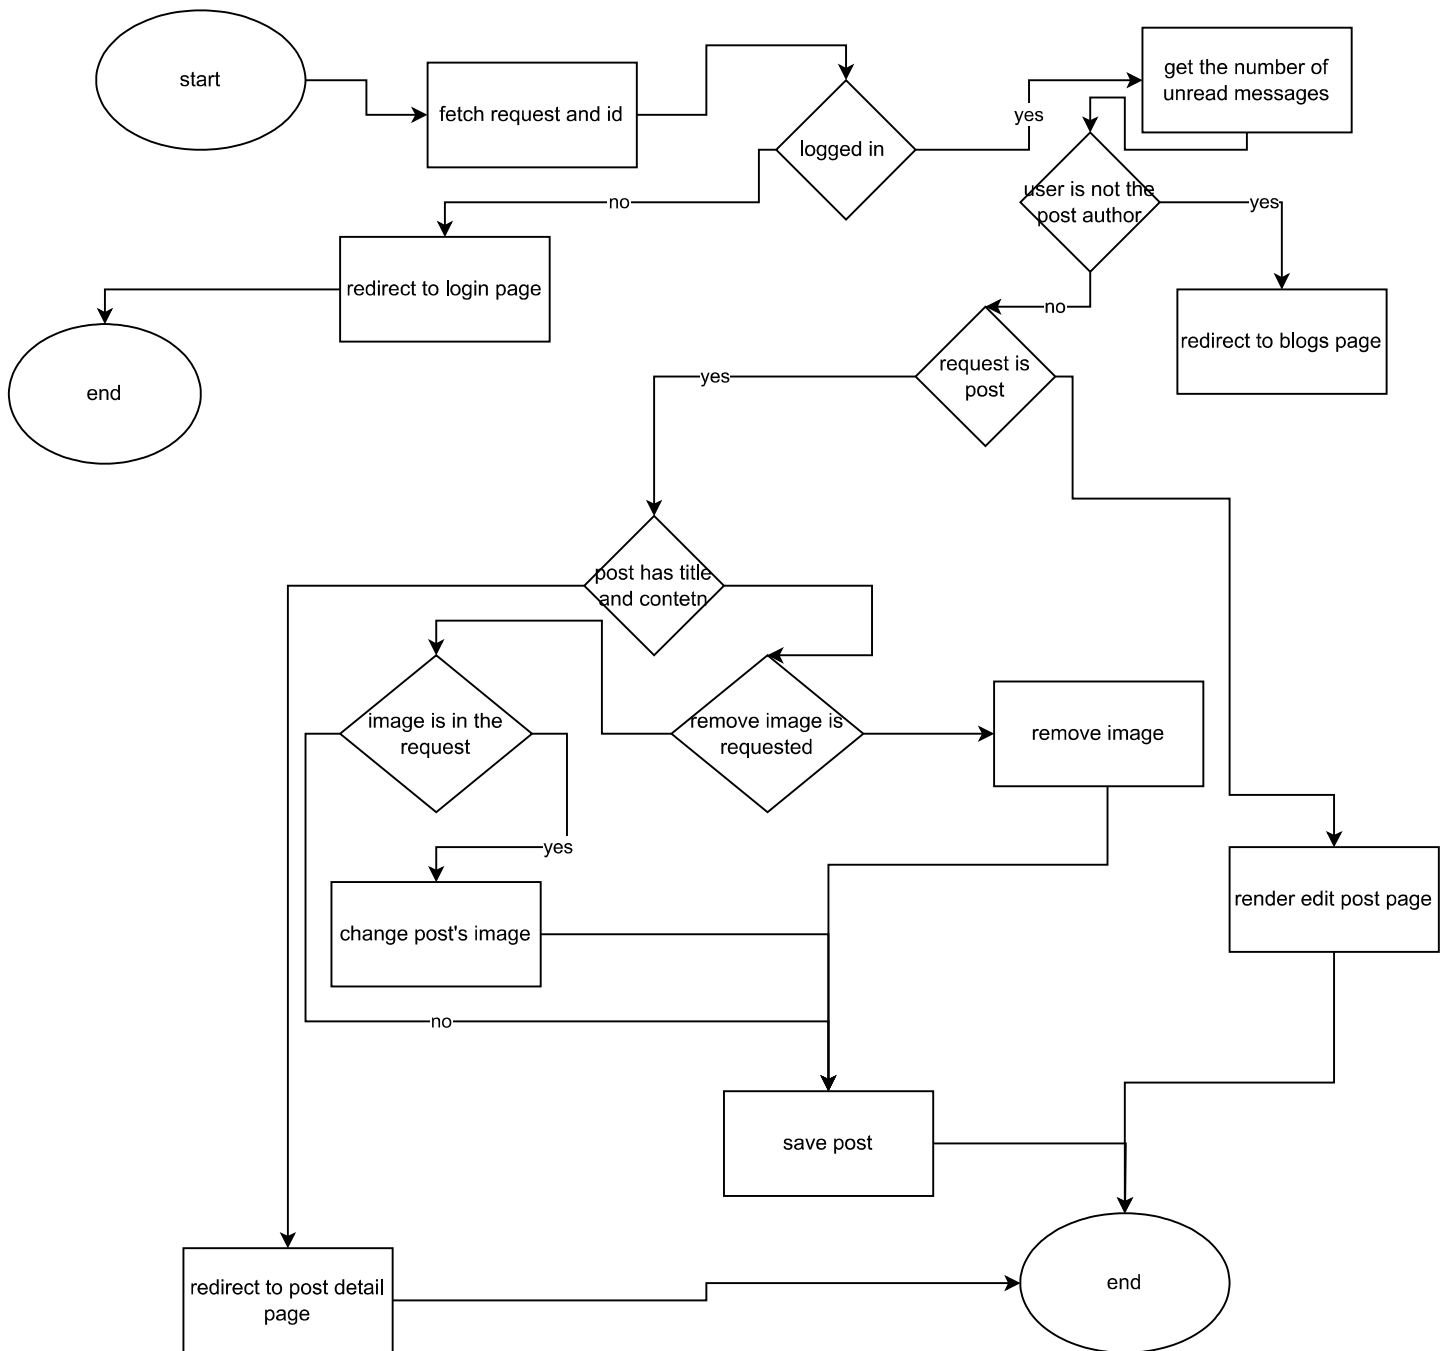 start
fetch request and id
logged in
yes
get the number of
unread messages
user is not the
post author
yes
no
redirect to login page
end
no
redirect to blogs page
request is
post
yes
post has title
and contetn
image is in the
request
remove image is
requested
remove image
yes
change post's image
render edit post page
no
save post
redirect to post detail
page
end